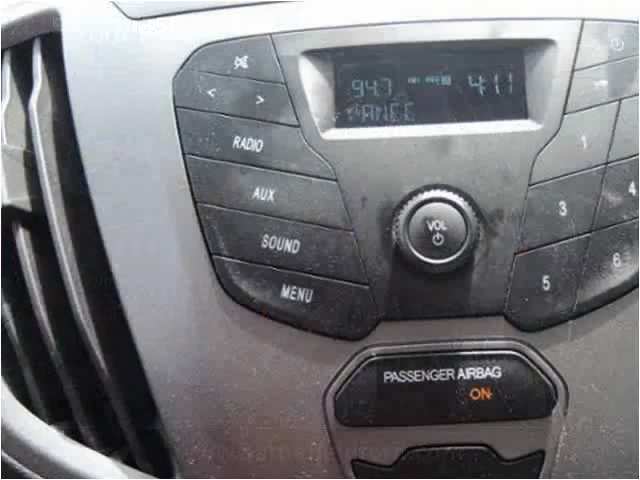 94.7 4:11
RADIO
AUX
SOUND
MENU
VOL
1
3
4
5
6
PASSENGER AIRBAG
ON